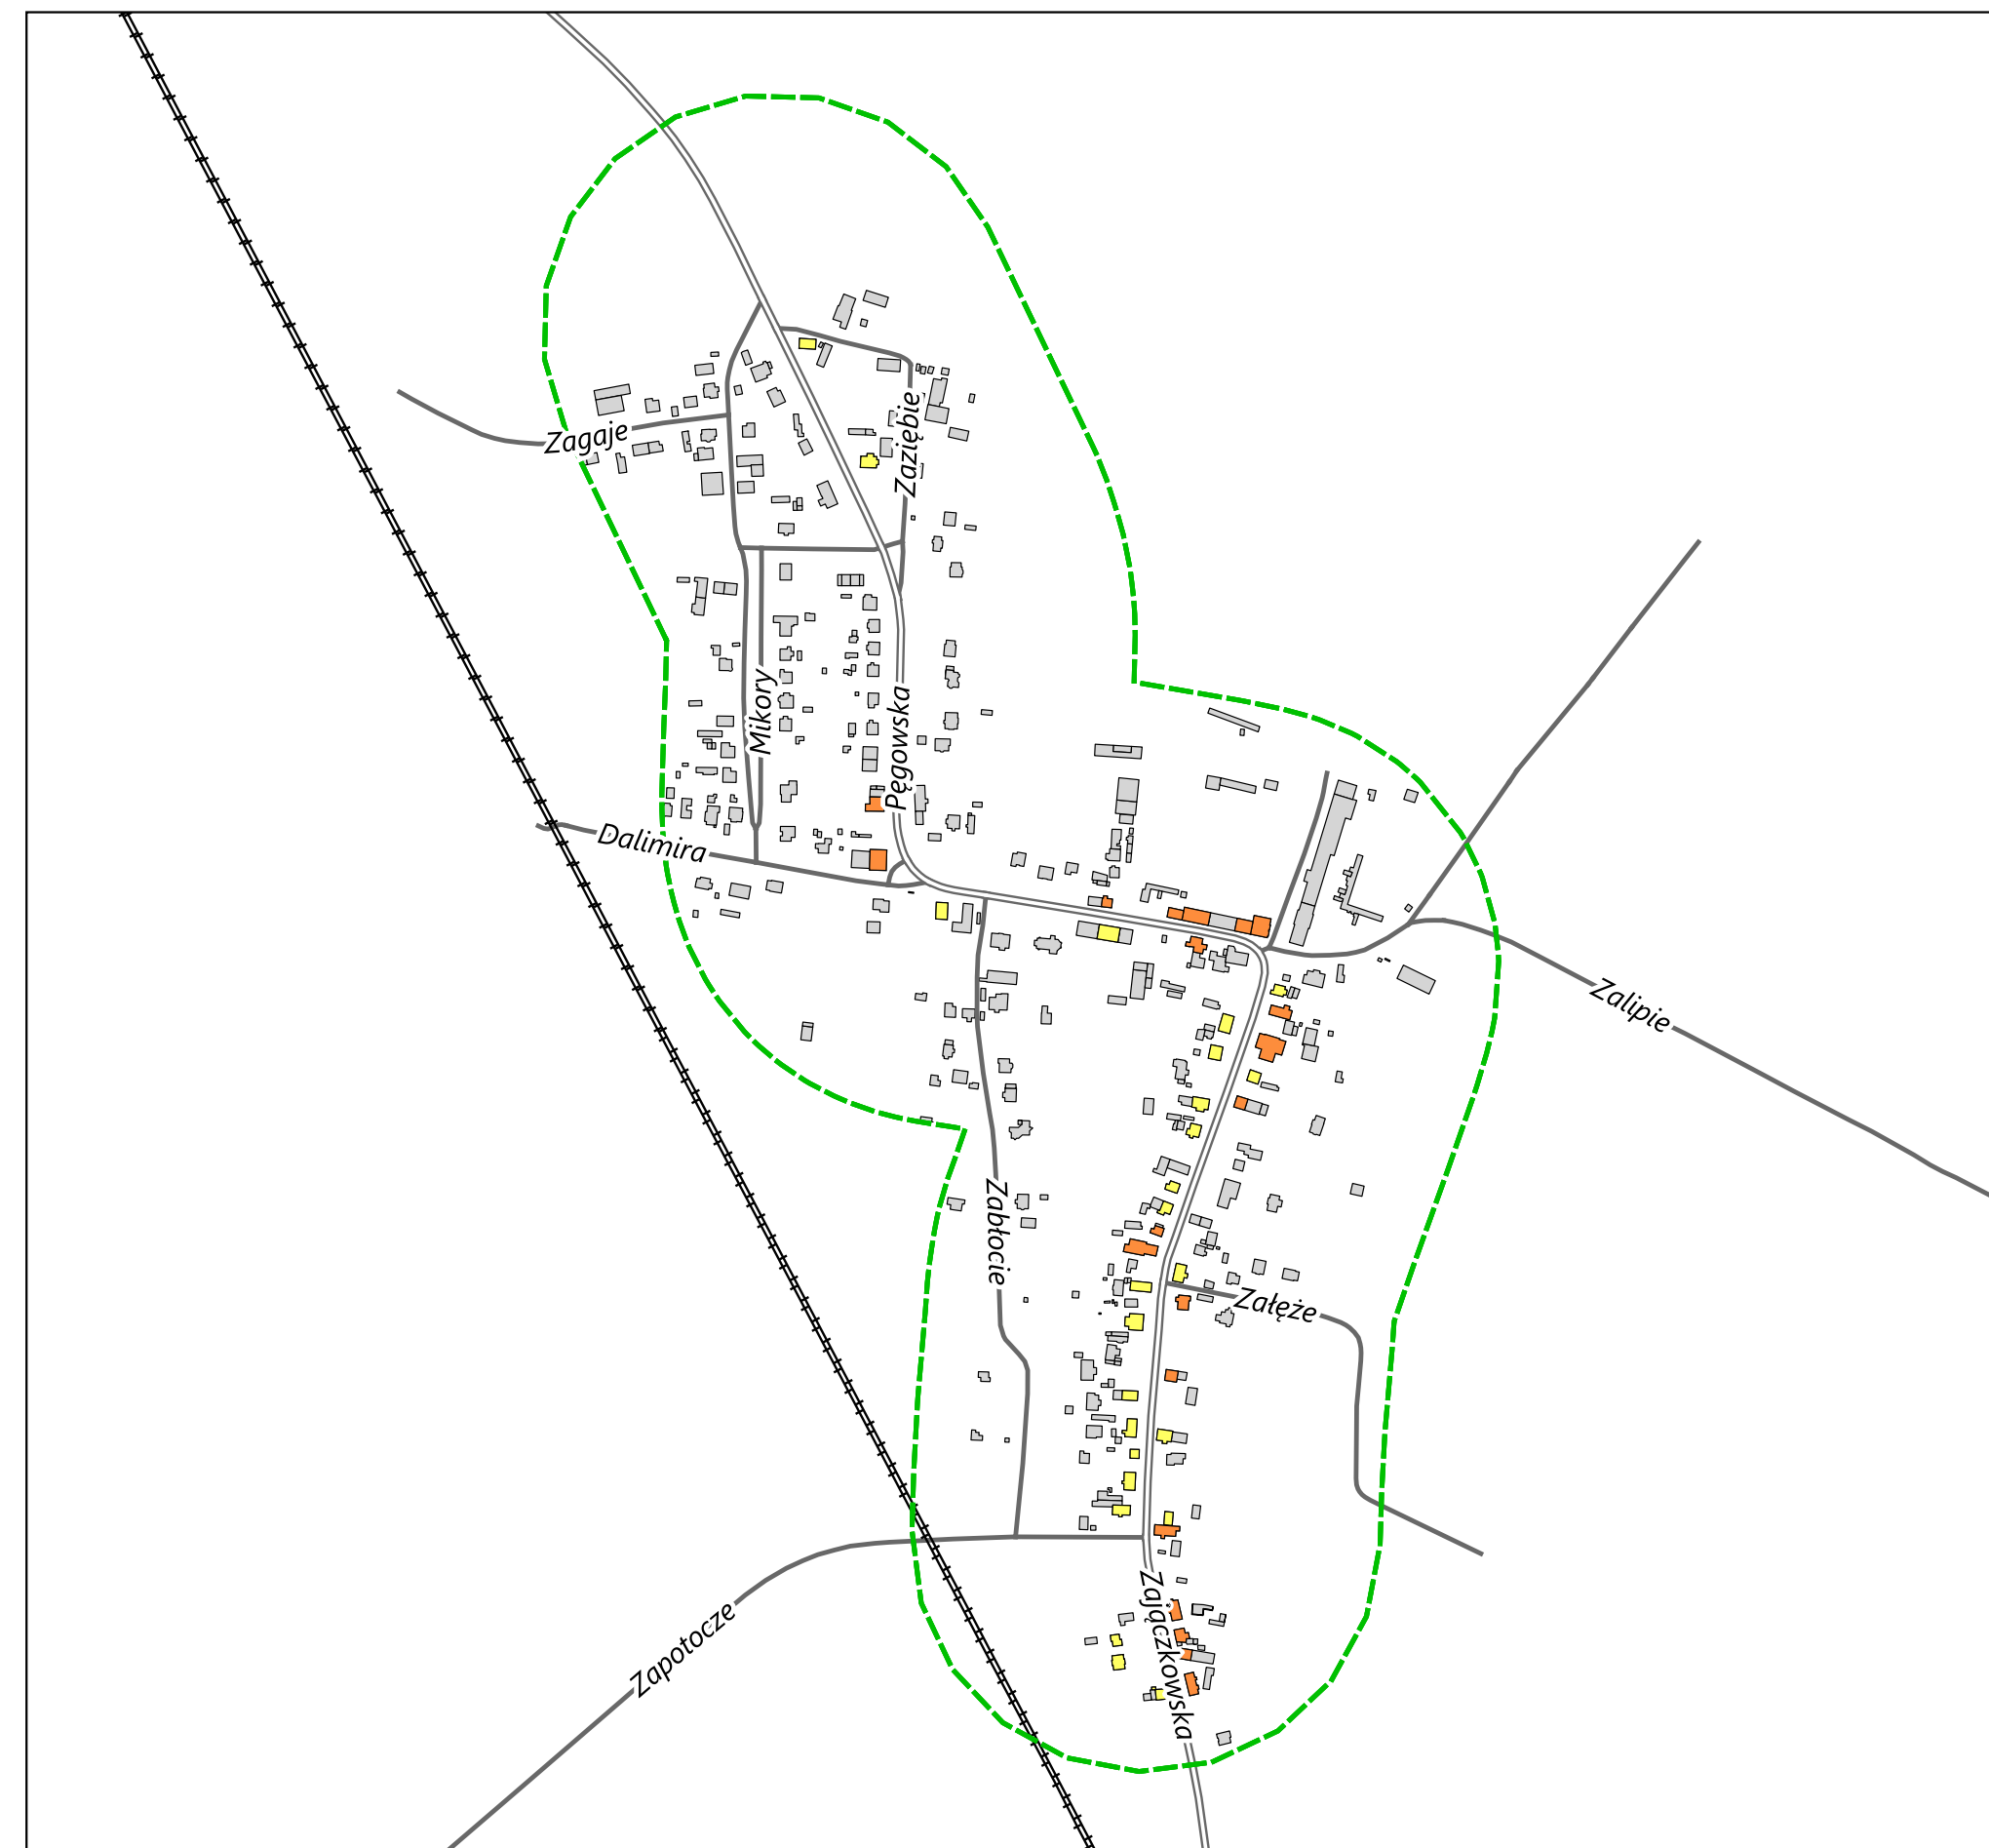 Zagaje
Zaziębie
Mikory
Pęgowska
Dalimira
Zalipie
Zabłocie
Załęże
Zajączkowska
Zapotocze